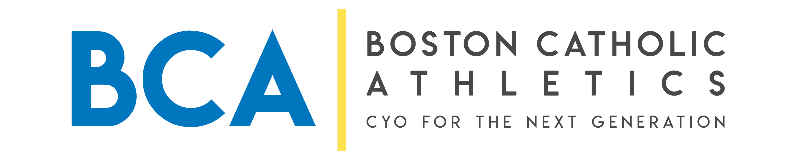 BCA
BOSTON CATHOLIC
ATHLETICS
CYO FOR THE NEXT GENERATION